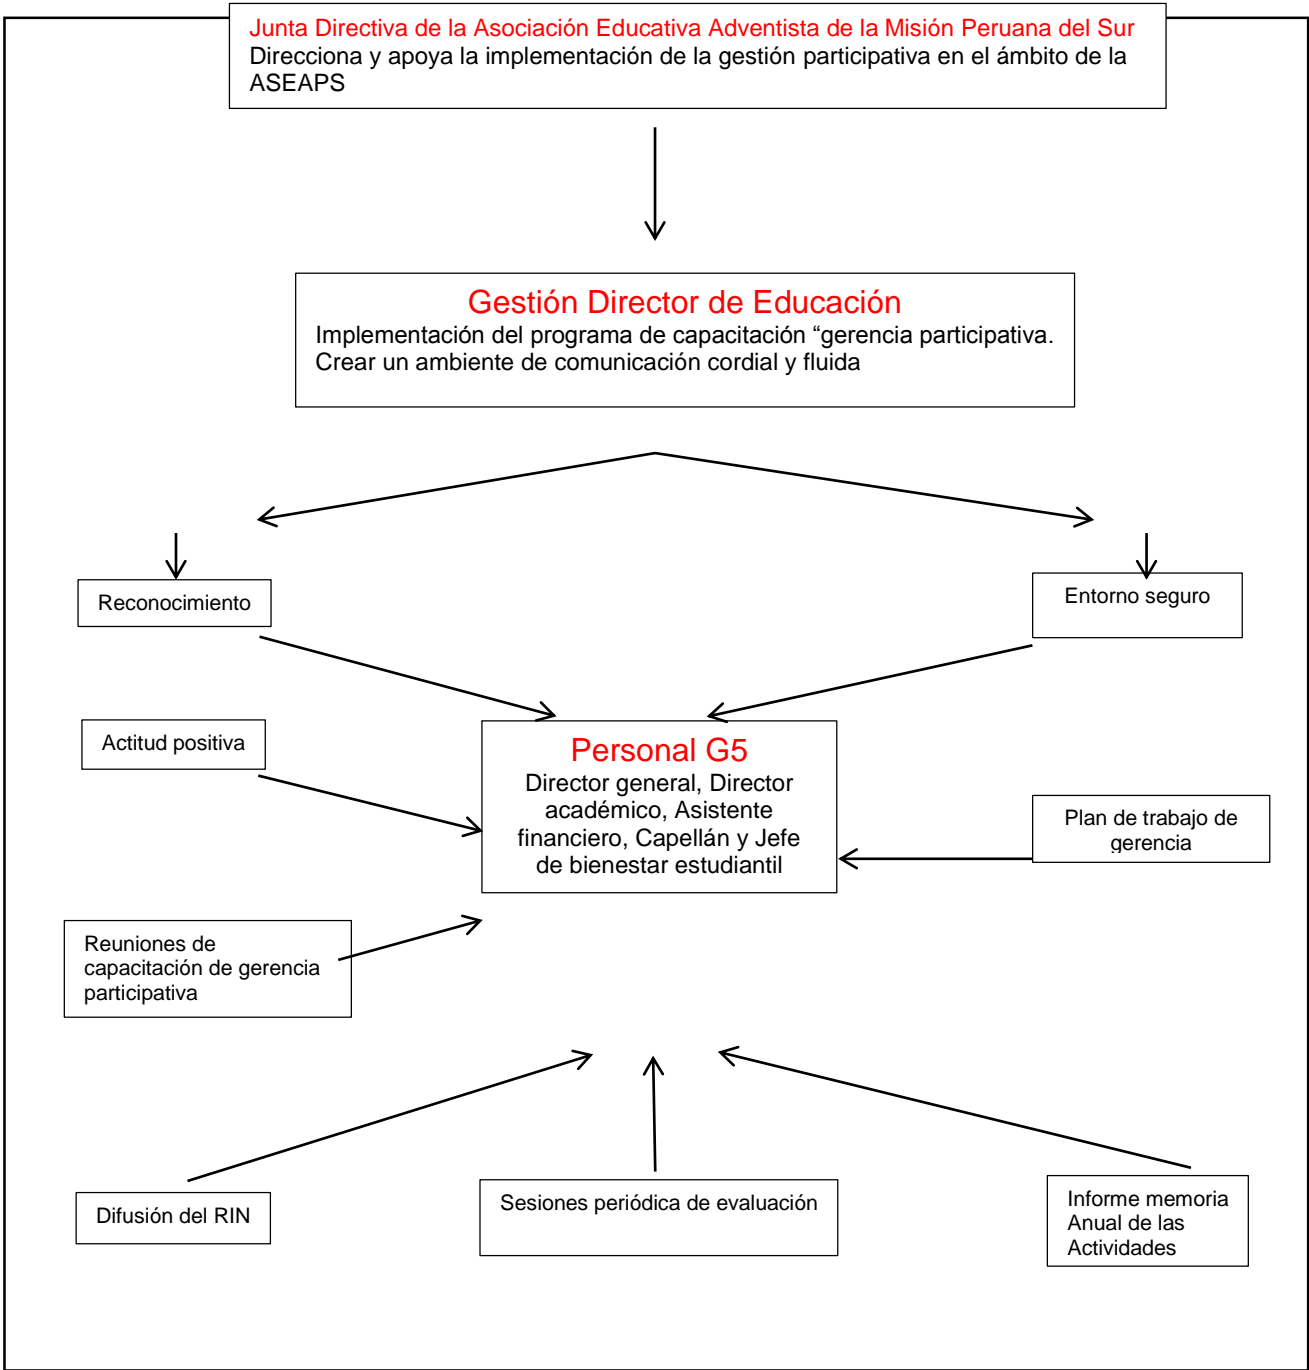 Junta Directiva de la Asociación Educativa Adventista de la Misión Peruana del Sur
Direcciona y apoya la implementación de la gestión participativa en el ámbito de la
ASEAPS
Gestión Director de Educación
Implementación del programa de capacitación “gerencia participativa.
Crear un ambiente de comunicación cordial y fluida
Reconocimiento
Entorno seguro
Actitud positiva
Personal G5
Director general, Director
académico, Asistente
financiero, Capellán y Jefe
de bienestar estudiantil
Plan de trabajo de
gerencia
Reuniones de
capacitación de gerencia
participativa
Difusión del RIN
Sesiones periódica de evaluación
Informe memoria
Anual de las
Actividades